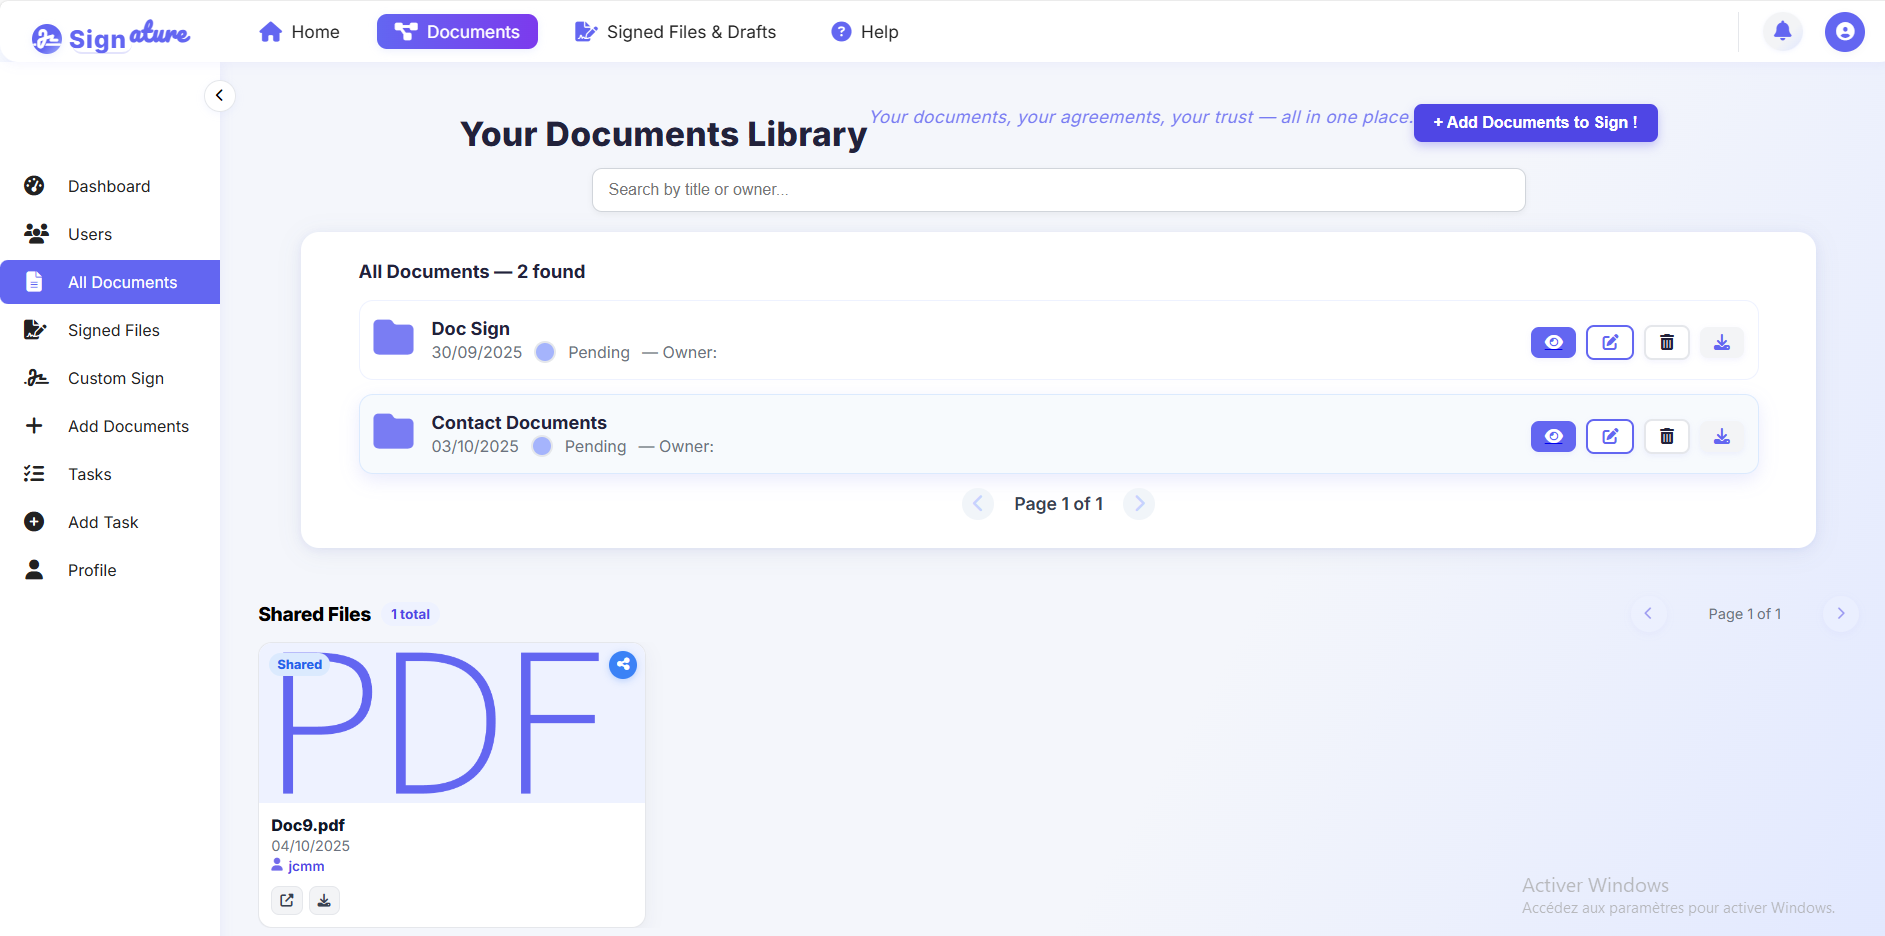 Signature
Home
Documents
Signed Files & Drafts
? Help
Your Documents Library
Your documents, your agreements, your trust — all in one place.
+ Add Documents to Sign !
Search by title or owner...
Dashboard
Users
All Documents
Signed Files
Custom Sign
Add Documents
Tasks
Add Task
Profile
All Documents — 2 found
Doc Sign
30/09/2025 Pending — Owner:
Contact Documents
03/10/2025 Pending — Owner:
Page 1 of 1
Shared Files 1 total
Page 1 of 1
Shared
PDF
Doc9.pdf
04/10/2025
jcmm
Activer Windows
Accédez aux paramètres pour activer Windows.